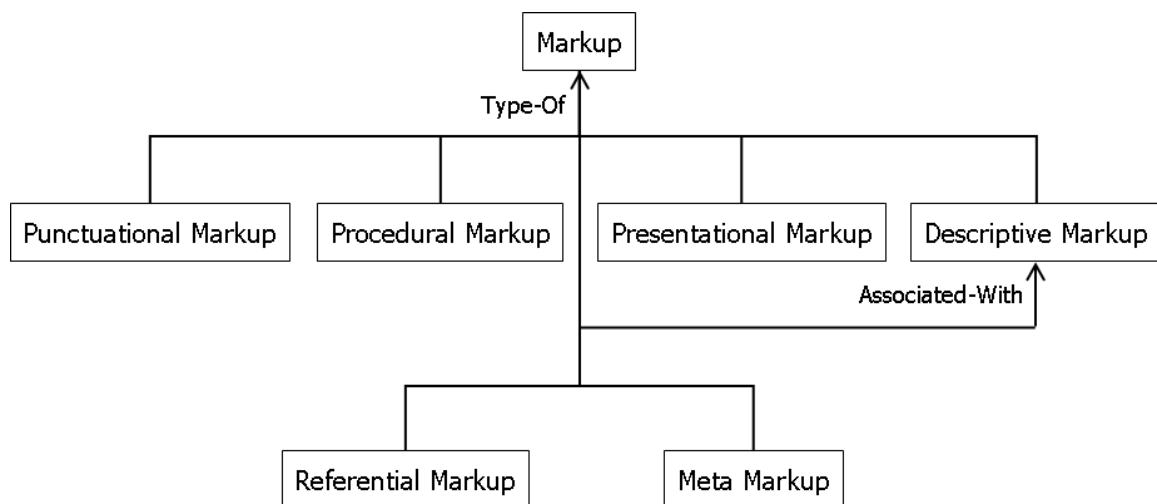 Markup
Type-Of
Punctuational Markup
Procedural Markup
Presentational Markup
Descriptive Markup
Associated-With
Referential Markup
Meta Markup